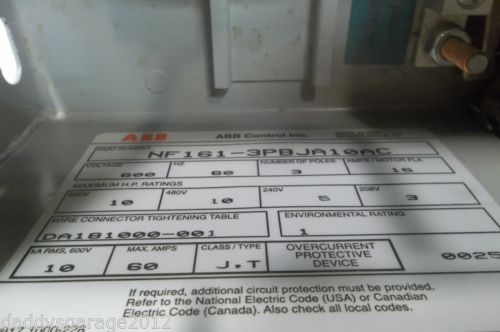 ABB ABB Control Inc.
PART NUMBER NF161-3PBJA10AC
VOLTAGE HZ NUMBER OF POLES AMPS / MOTOR FLA
600 60 3 16
MAXIMUM H.P. RATINGS
600V 480V 240V 208V
10 10 5 3
WIRE CONNECTOR TIGHTENING TABLE ENVIRONMENTAL RATING
DA181000-001 1
kA RMS, 600V MAX. AMPS CLASS / TYPE OVERCURRENT PROTECTIVE DEVICE
10 60 J,T 0025
If required, additional circuit protection must be provided.
Refer to the National Electric Code (USA) or Canadian
Electric Code (Canada). Also check all local codes.
daddysgarage2012